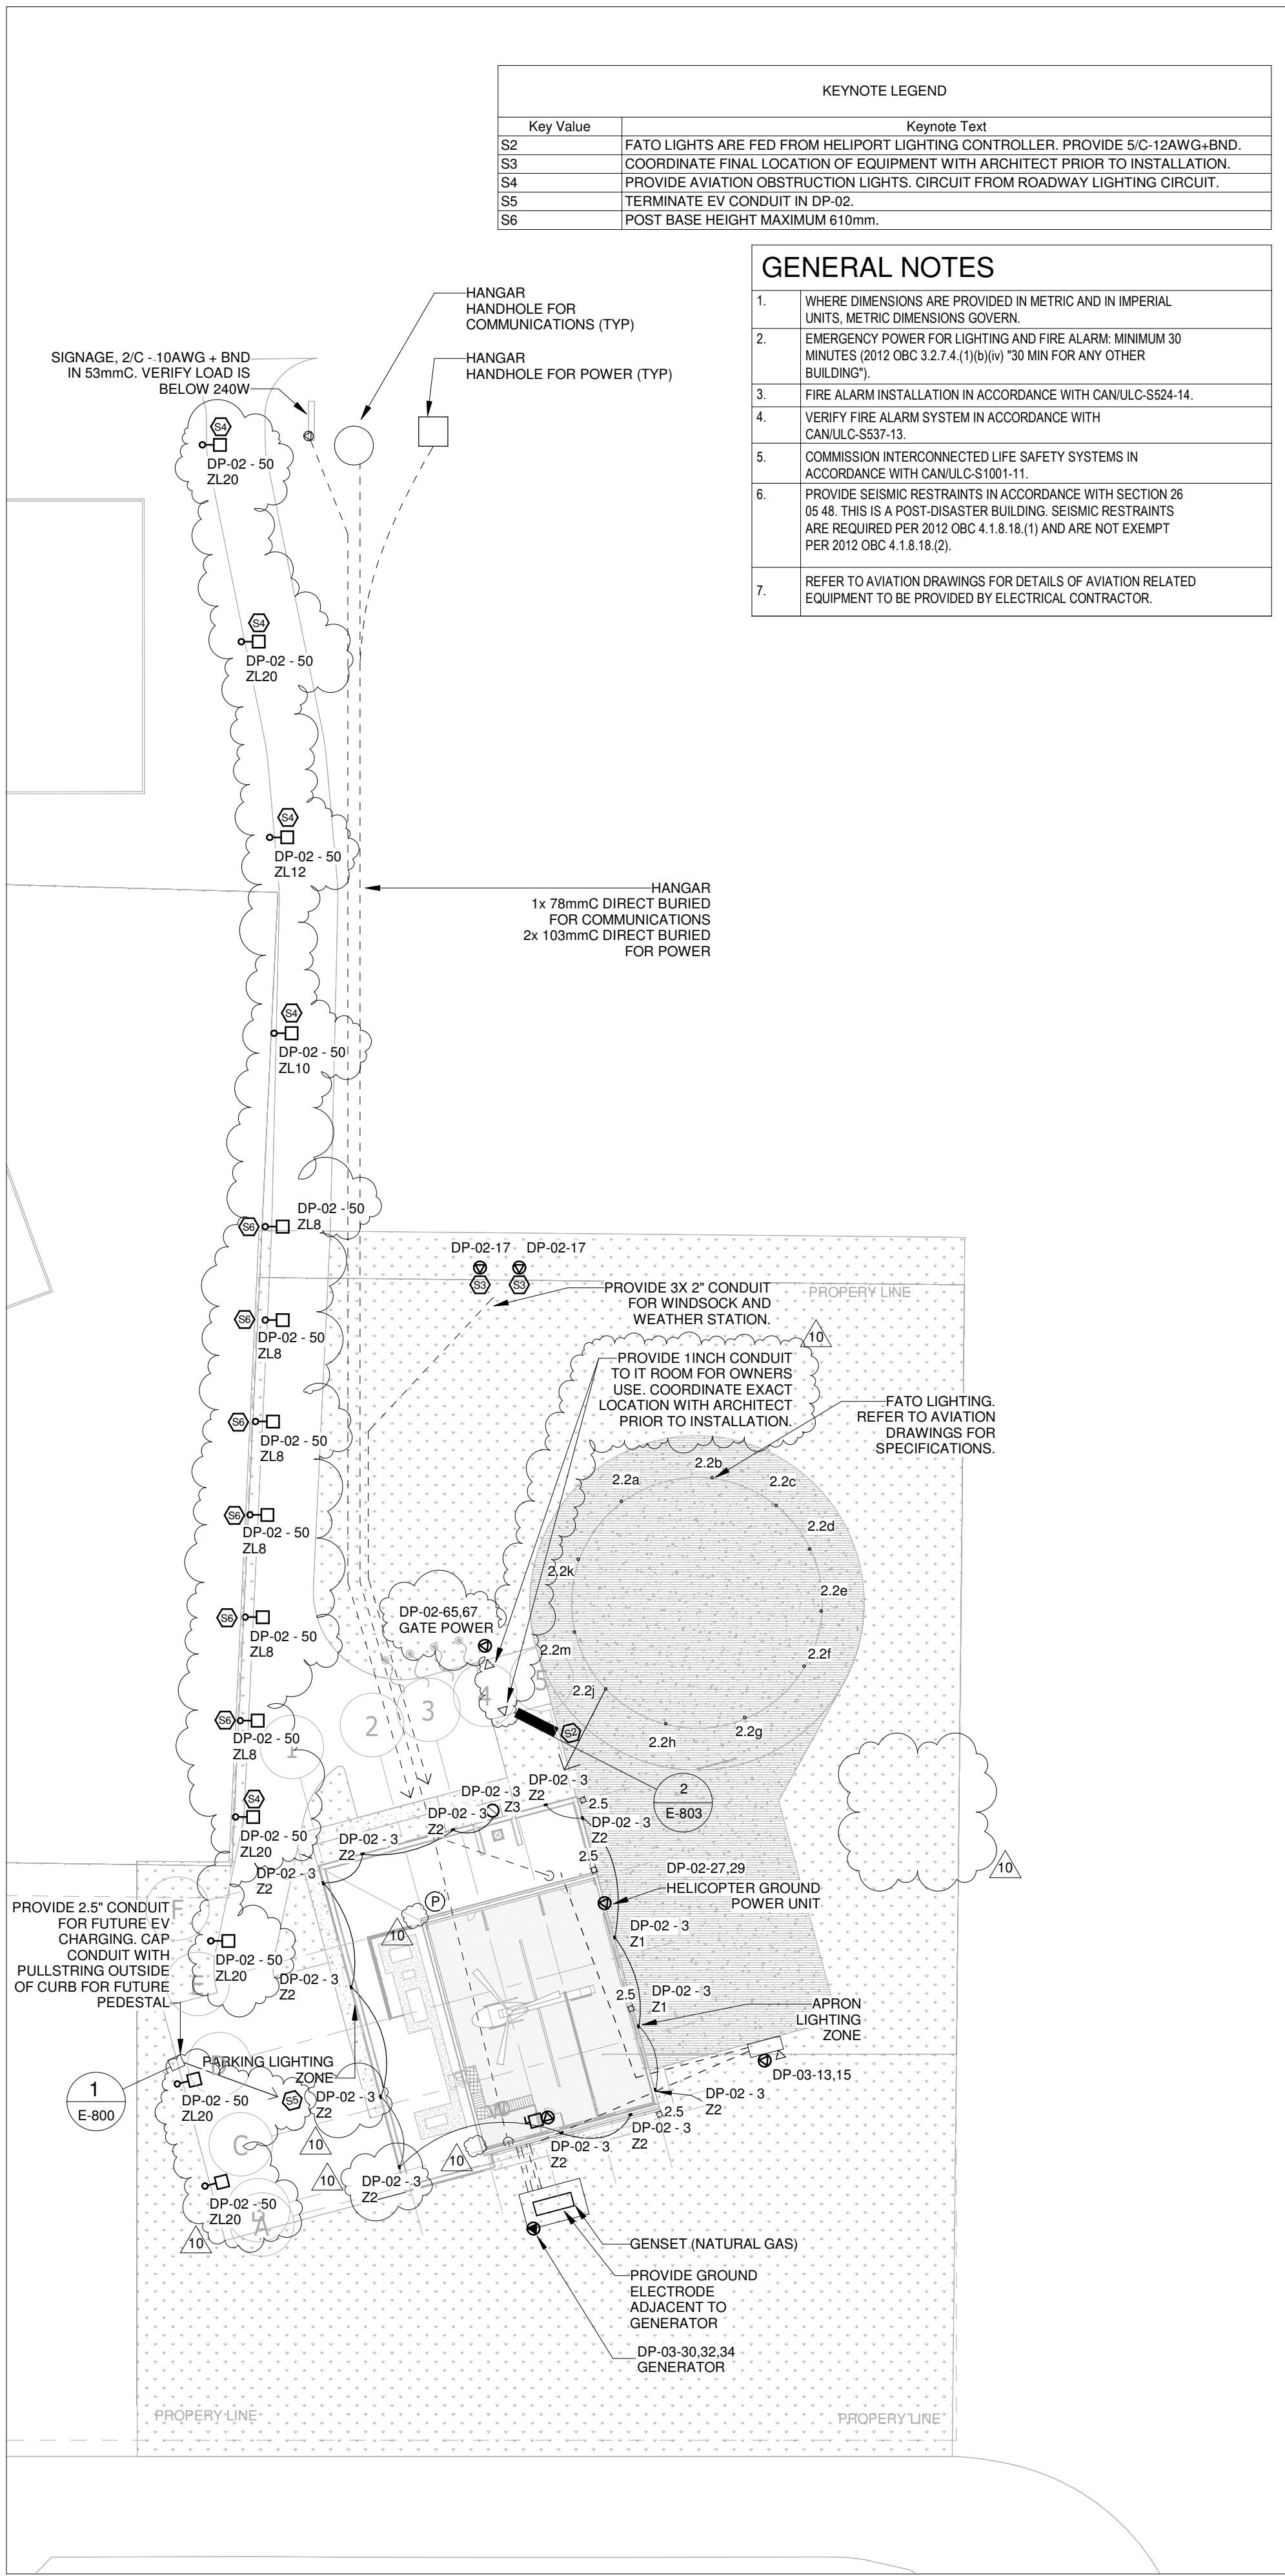 KEYNOTE LEGEND
Key Value Keynote Text
S2 FATO LIGHTS ARE FED FROM HELIPORT LIGHTING CONTROLLER. PROVIDE 5/C-12AWG+BND.
S3 COORDINATE FINAL LOCATION OF EQUIPMENT WITH ARCHITECT PRIOR TO INSTALLATION.
S4 PROVIDE AVIATION OBSTRUCTION LIGHTS. CIRCUIT FROM ROADWAY LIGHTING CIRCUIT.
S5 TERMINATE EV CONDUIT IN DP-02.
S6 POST BASE HEIGHT MAXIMUM 610mm.
GENERAL NOTES
1. WHERE DIMENSIONS ARE PROVIDED IN METRIC AND IN IMPERIAL
UNITS, METRIC DIMENSIONS GOVERN.
2. EMERGENCY POWER FOR LIGHTING AND FIRE ALARM: MINIMUM 30
MINUTES (2012 OBC 3.2.7.4.(1)(b)(iv) "30 MIN FOR ANY OTHER
BUILDING").
3. FIRE ALARM INSTALLATION IN ACCORDANCE WITH CAN/ULC-S524-14.
4. VERIFY FIRE ALARM SYSTEM IN ACCORDANCE WITH
CAN/ULC-S537-13.
5. COMMISSION INTERCONNECTED LIFE SAFETY SYSTEMS IN
ACCORDANCE WITH CAN/ULC-S1001-11.
6. PROVIDE SEISMIC RESTRAINTS IN ACCORDANCE WITH SECTION 26
05 48. THIS IS A POST-DISASTER BUILDING. SEISMIC RESTRAINTS
ARE REQUIRED PER 2012 OBC 4.1.8.18.(1) AND ARE NOT EXEMPT
PER 2012 OBC 4.1.8.18.(2).
7. REFER TO AVIATION DRAWINGS FOR DETAILS OF AVIATION RELATED
EQUIPMENT TO BE PROVIDED BY ELECTRICAL CONTRACTOR.
HANGAR
HANDHOLE FOR
COMMUNICATIONS (TYP)
HANGAR
HANDHOLE FOR POWER (TYP)
SIGNAGE, 2/C - 10AWG + BND
IN 53mmC. VERIFY LOAD IS
BELOW 240W
S4
DP-02 - 50
ZL20
S4
DP-02 - 50
ZL20
S4
DP-02 - 50
ZL12
HANGAR
1x 78mmC DIRECT BURIED
FOR COMMUNICATIONS
2x 103mmC DIRECT BURIED
FOR POWER
S4
DP-02 - 50
ZL10
DP-02 - 50
S6 ZL8
DP-02-17 DP-02-17
S3 S3
PROVIDE 3X 2" CONDUIT
FOR WINDSOCK AND
WEATHER STATION.
PROPERY LINE
S6
DP-02 - 50
ZL8
10
PROVIDE 1INCH CONDUIT
TO IT ROOM FOR OWNERS
USE. COORDINATE EXACT
LOCATION WITH ARCHITECT
PRIOR TO INSTALLATION.
FATO LIGHTING.
REFER TO AVIATION
DRAWINGS FOR
SPECIFICATIONS.
S6
DP-02 - 50
ZL8
2.2b
2.2a
2.2c
S6
DP-02 - 50
ZL8
2.2d
2.2k
2.2e
DP-02-65,67
GATE POWER
S6
DP-02 - 50
ZL8
2.2m
2.2f
5
4
3
2
2.2j
2.2g
2.2h
S2
S6
DP-02 - 50
ZL8
1
2
E-803
S4
DP-02 - 50
ZL20
DP-02 - 3
Z2
DP-02 - 3
Z3
DP-02 - 3
Z2
2.5
DP-02 - 3
Z2
DP-02 - 3
Z2
2.5
DP-02 - 3
Z2
DP-02-27,29
HELICOPTER GROUND
POWER UNIT
10
P
10
PROVIDE 2.5" CONDUIT
FOR FUTURE EV
CHARGING. CAP
CONDUIT WITH
PULLSTRING OUTSIDE
OF CURB FOR FUTURE
PEDESTAL
F
DP-02 - 50
ZL20
E
DP-02 - 3
Z2
DP-02 - 3
Z1
2.5
DP-02 - 3
Z1
APRON
LIGHTING
ZONE
D
PARKING LIGHTING
ZONE
1
E-800
DP-02 - 50
ZL20
S5
DP-02 - 3
Z2
DP-03-13,15
DP-02 - 3
Z2
2.5
DP-02 - 3
Z2
DP-02 - 3
Z2
C
10
10
10
DP-02 - 3
Z2
DP-02 - 50
ZL20
A
10
GENSET (NATURAL GAS)
PROVIDE GROUND
ELECTRODE
ADJACENT TO
GENERATOR
DP-03-30,32,34
GENERATOR
PROPERY LINE
PROPERY LINE